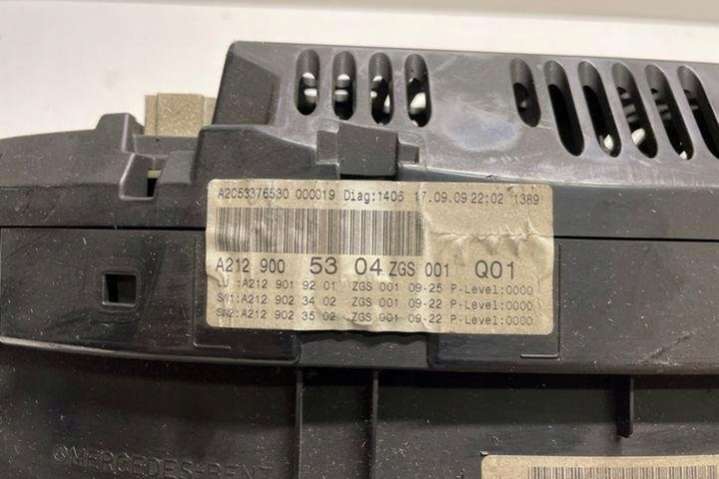 A2C53376530 000019 Diag:1406 17.09.09 22:02 1389
A212 900 53 04 ZGS 001 Q01
LU :A212 901 92 01 ZGS 001 09-25 P-Level:0000
SW1:A212 902 34 02 ZGS 001 09-22 P-Level:0000
SW2:A212 902 35 02 ZGS 001 09-22 P-Level:0000
©MERCEDES-BENZ